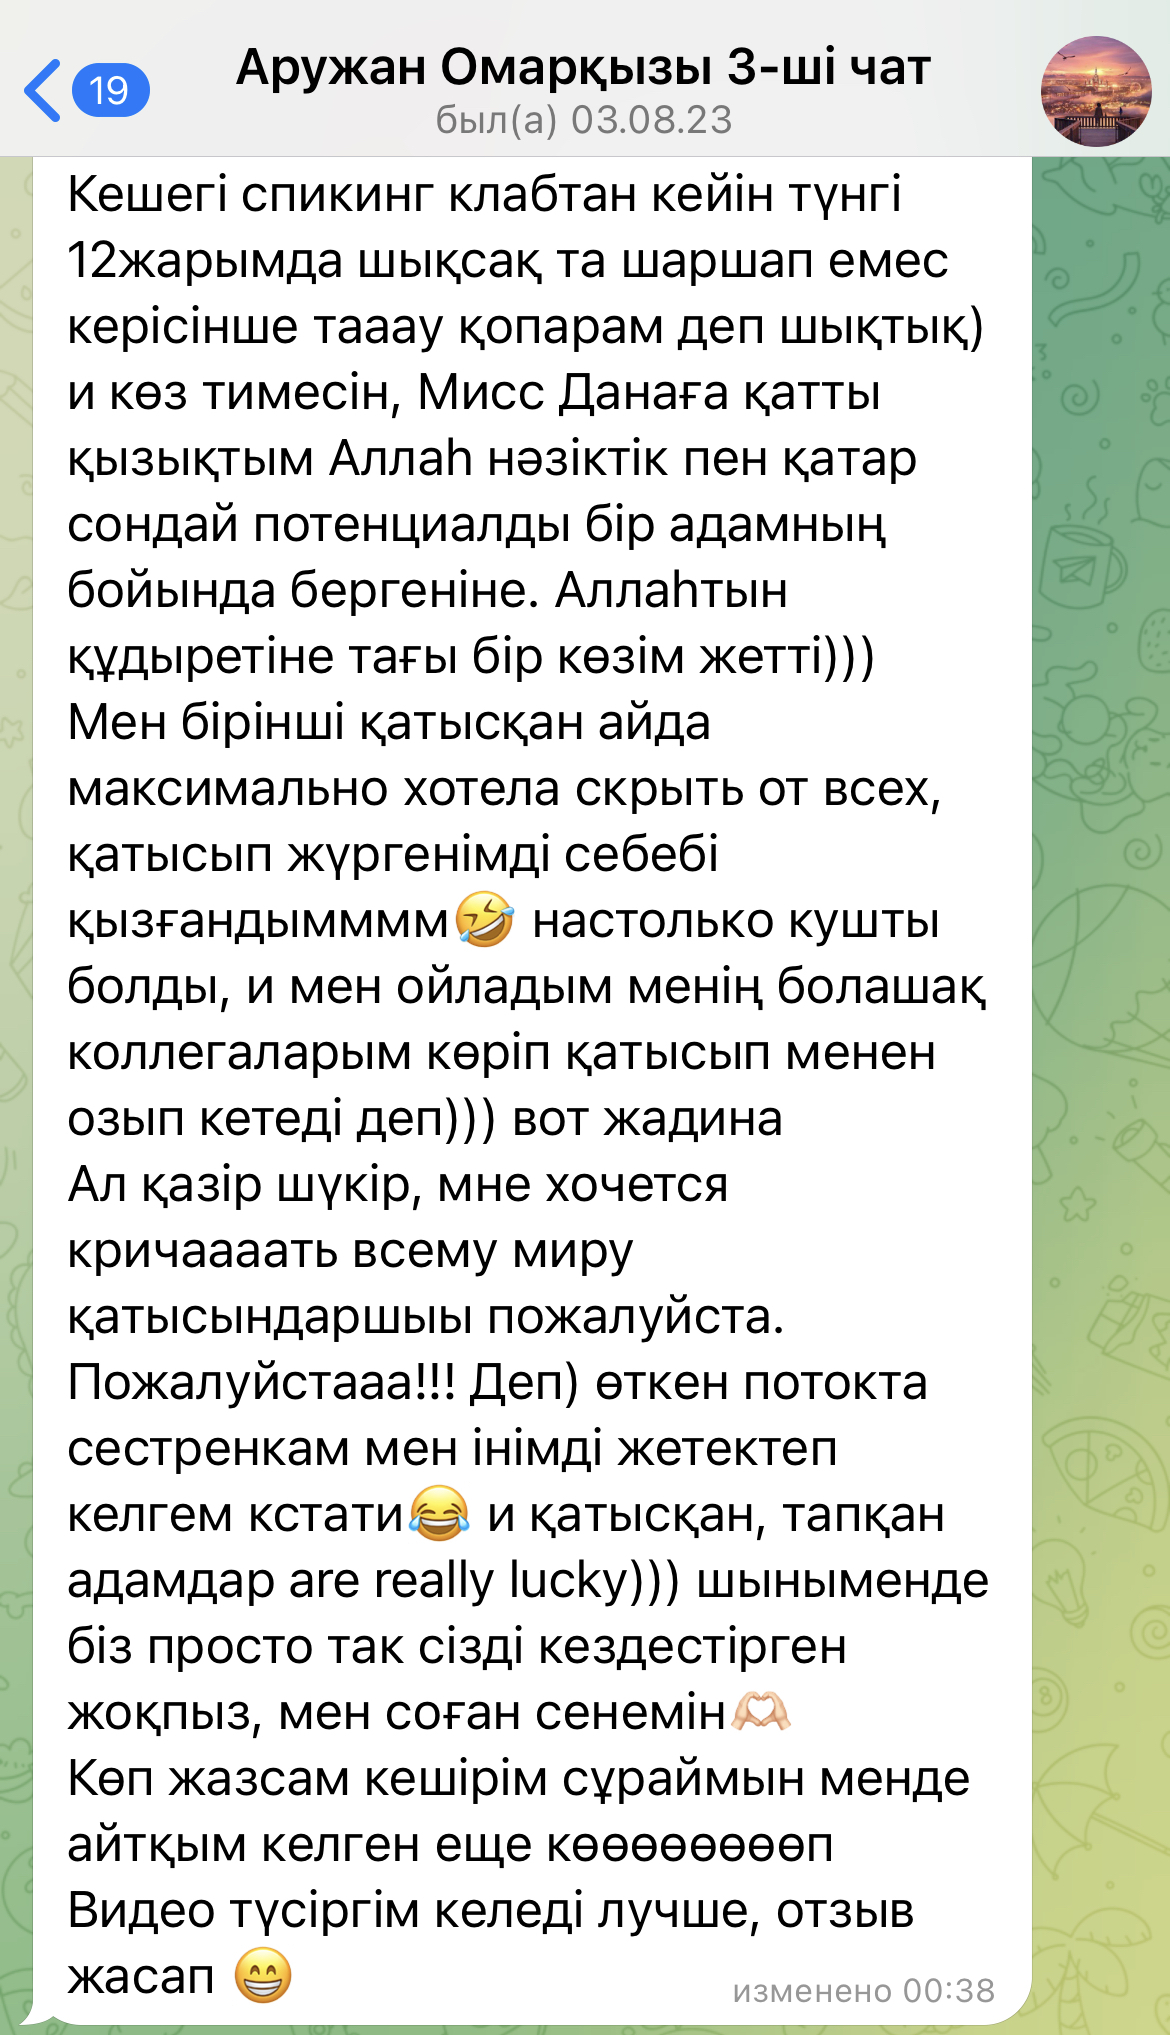 19
Аружан Омарқызы 3-ші чат
был(а) 03.08.23
Кешегі спикинг клабтан кейін түнгі
12жарымда шықсақ та шаршап емес
керісінше тааау қопарам деп шықтық)
и көз тимесін, Мисс Данаға қатты
қызықтым Аллаһ нәзіктік пен қатар
сондай потенциалды бір адамның
бойында бергеніне. Аллаһтын
құдыретіне тағы бір көзім жетті)))
Мен бірінші қатысқан айда
максимально хотела скрыть от всех,
қатысып жүргенімді себебі
қызғандымммм🤣 настолько кушты
болды, и мен ойладым менің болашақ
коллегаларым көріп қатысып менен
озып кетеді деп))) вот жадина
Ал қазір шүкір, мне хочется
кричааааать всему миру
қатысындаршыы пожалуйста.
Пожалуйстааа!!! Деп) өткен потокта
сестренкам мен інімді жетектеп
келгем кстати😂 и қатысқан, тапқан
адамдар are really lucky))) шыныменде
біз просто так сізді кездестірген
жоқпыз, мен соған сенемін🫶🏻
Көп жазсам кешірім сұраймын менде
айтқым келген еще көөөөөөөөп
Видео түсіргім келеді лучше, отзыв
жасап 😁
изменено 00:38